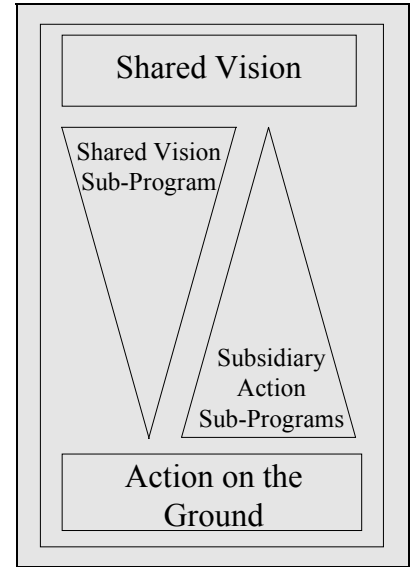 Shared Vision
Shared Vision
Sub-Program
Subsidiary
Action
Sub-Programs
Action on the
Ground